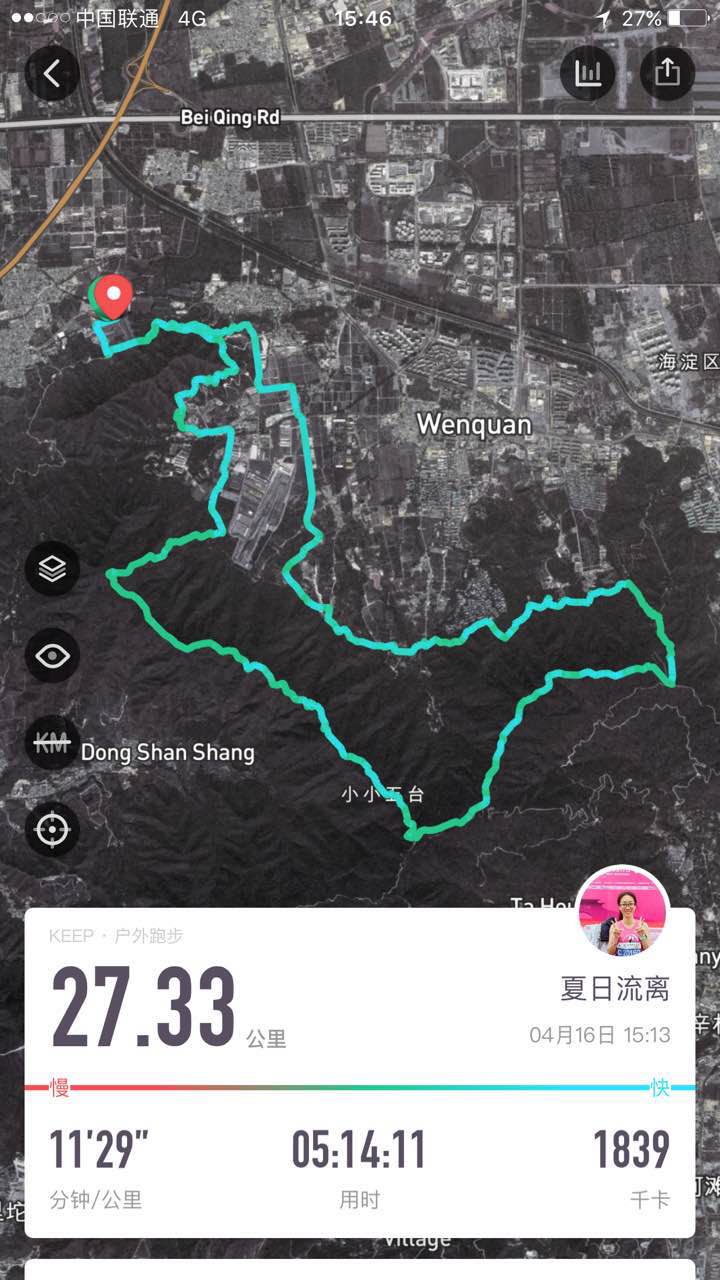 中国联通 4G 15:46 27%
Bei Qing Rd
海淀区
Wenquan
KM
Dong Shan Shang
小小五台
KEEP · 户外跑步
27.33 公里
夏日流离
04月16日 15:13
慢 快
11'29" 05:14:11 1839
分钟/公里 用时 千卡
Village